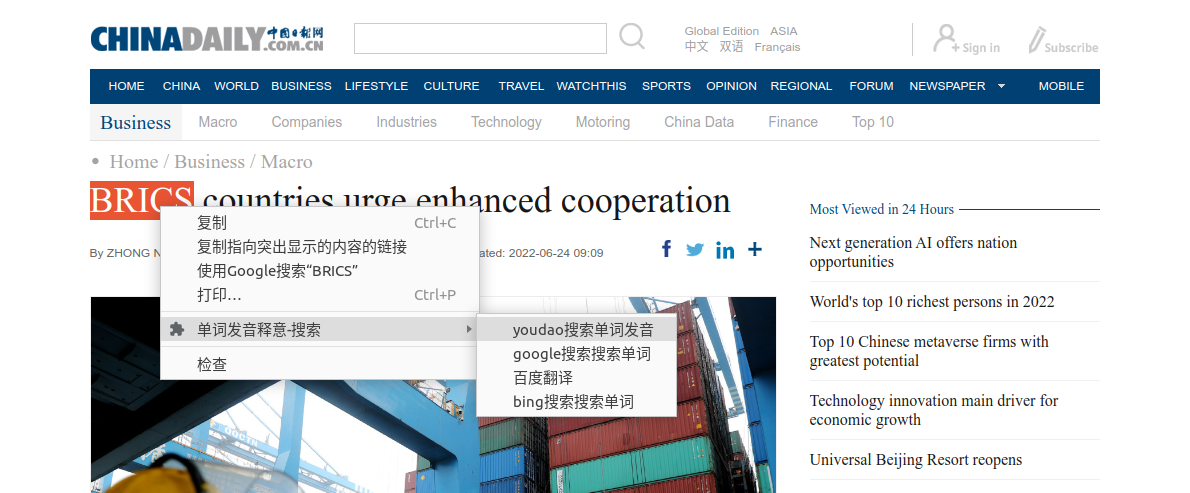 CHINADAILY 中国日报网
.COM.CN
Global Edition ASIA
中文 双语 Français
Sign in
Subscribe
HOME CHINA WORLD BUSINESS LIFESTYLE CULTURE TRAVEL WATCHTHIS SPORTS OPINION REGIONAL FORUM NEWSPAPER MOBILE
Business Macro Companies Industries Technology Motoring China Data Finance Top 10
• Home / Business / Macro
BRICS countries urge enhanced cooperation
By ZHONG N
ated: 2022-06-24 09:09
复制 Ctrl+C
复制指向突出显示的内容的链接
使用Google搜索“BRICS”
打印… Ctrl+P
单词发音释意-搜索
检查
youdao搜索单词发音
google搜索搜索单词
百度翻译
bing搜索搜索单词
Most Viewed in 24 Hours
Next generation AI offers nation
opportunities
World's top 10 richest persons in 2022
Top 10 Chinese metaverse firms with
greatest potential
Technology innovation main driver for
economic growth
Universal Beijing Resort reopens